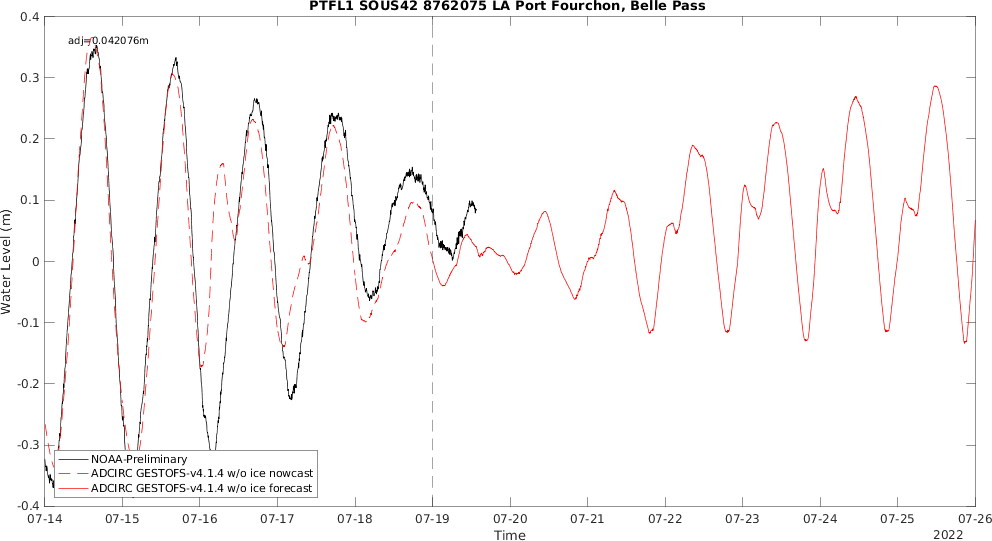 PTFL1 SOUS42 8762075 LA Port Fourchon, Belle Pass
adj=0.042076m
Water Level (m)
0.4
0.3
0.2
0.1
0
-0.1
-0.2
-0.3
-0.4
NOAA-Preliminary
ADCIRC GESTOFS-v4.1.4 w/o ice nowcast
ADCIRC GESTOFS-v4.1.4 w/o ice forecast
07-14 07-15 07-16 07-17 07-18 07-19 07-20 07-21 07-22 07-23 07-24 07-25 07-26
Time
2022